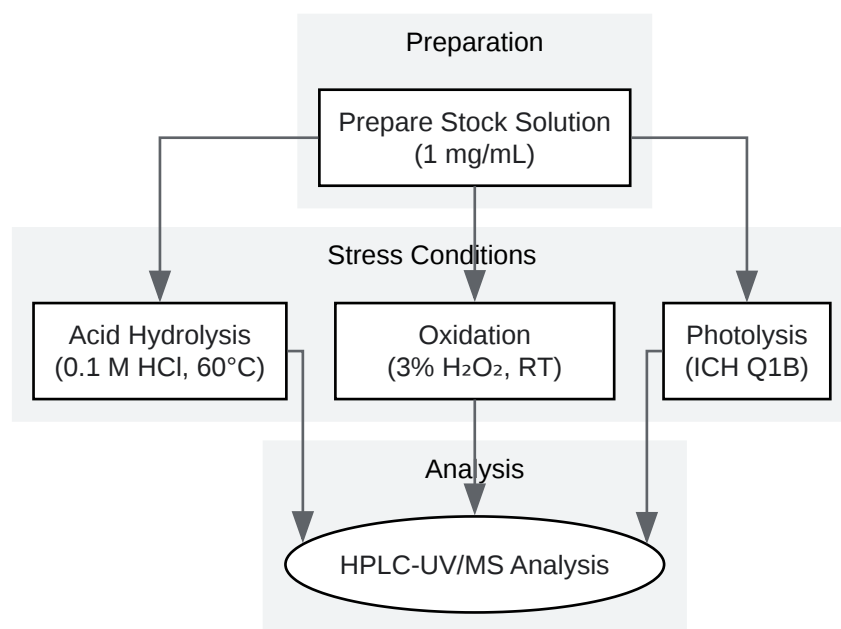 Preparation
Prepare Stock Solution
(1 mg/mL)
Stress Conditions
Acid Hydrolysis
(0.1 M HCl, 60°C)
Oxidation
(3% H₂O₂, RT)
Photolysis
(ICH Q1B)
Analysis
HPLC-UV/MS Analysis